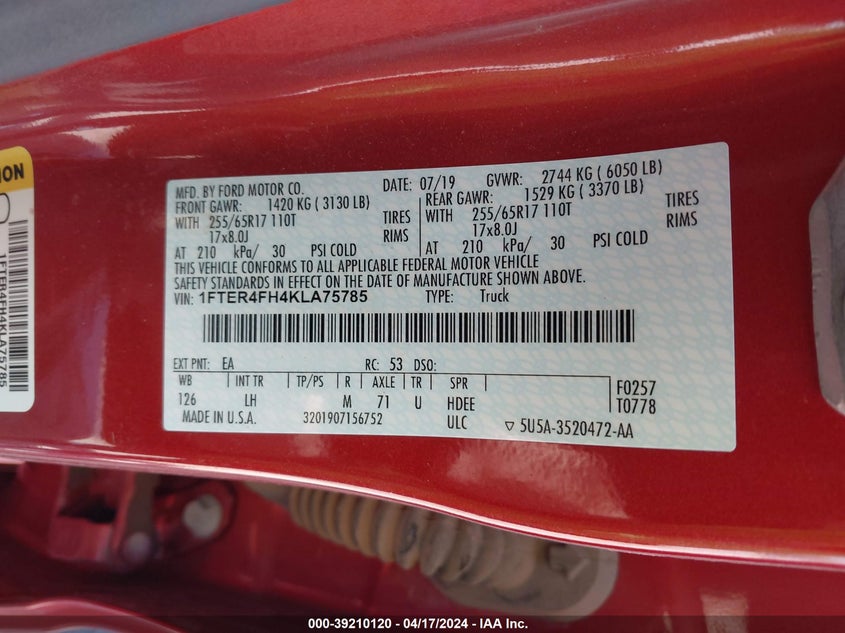 ION
1FTER4FH4KLA75785
MFD. BY FORD MOTOR CO. DATE: 07/19 GVWR: 2744 KG ( 6050 LB)
FRONT GAWR: 1420 KG ( 3130 LB) REAR GAWR: 1529 KG ( 3370 LB)
WITH 255/65R17 110T TIRES WITH 255/65R17 110T TIRES
17x8.0J RIMS 17x8.0J RIMS
AT 210 kPa/ 30 PSI COLD AT 210 kPa/ 30 PSI COLD
THIS VEHICLE CONFORMS TO ALL APPLICABLE FEDERAL MOTOR VEHICLE
SAFETY STANDARDS IN EFFECT ON THE DATE OF MANUFACTURE SHOWN ABOVE.
VIN: 1FTER4FH4KLA75785 TYPE: Truck
EXT PNT: EA RC: 53 DSO:
WB INT TR TP/PS R AXLE TR SPR F0257
126 LH M 71 U HDEE T0778
MADE IN U.S.A. 3201907156752 ULC ▽ 5U5A-3520472-AA
000-39210120 - 04/17/2024 - IAA Inc.